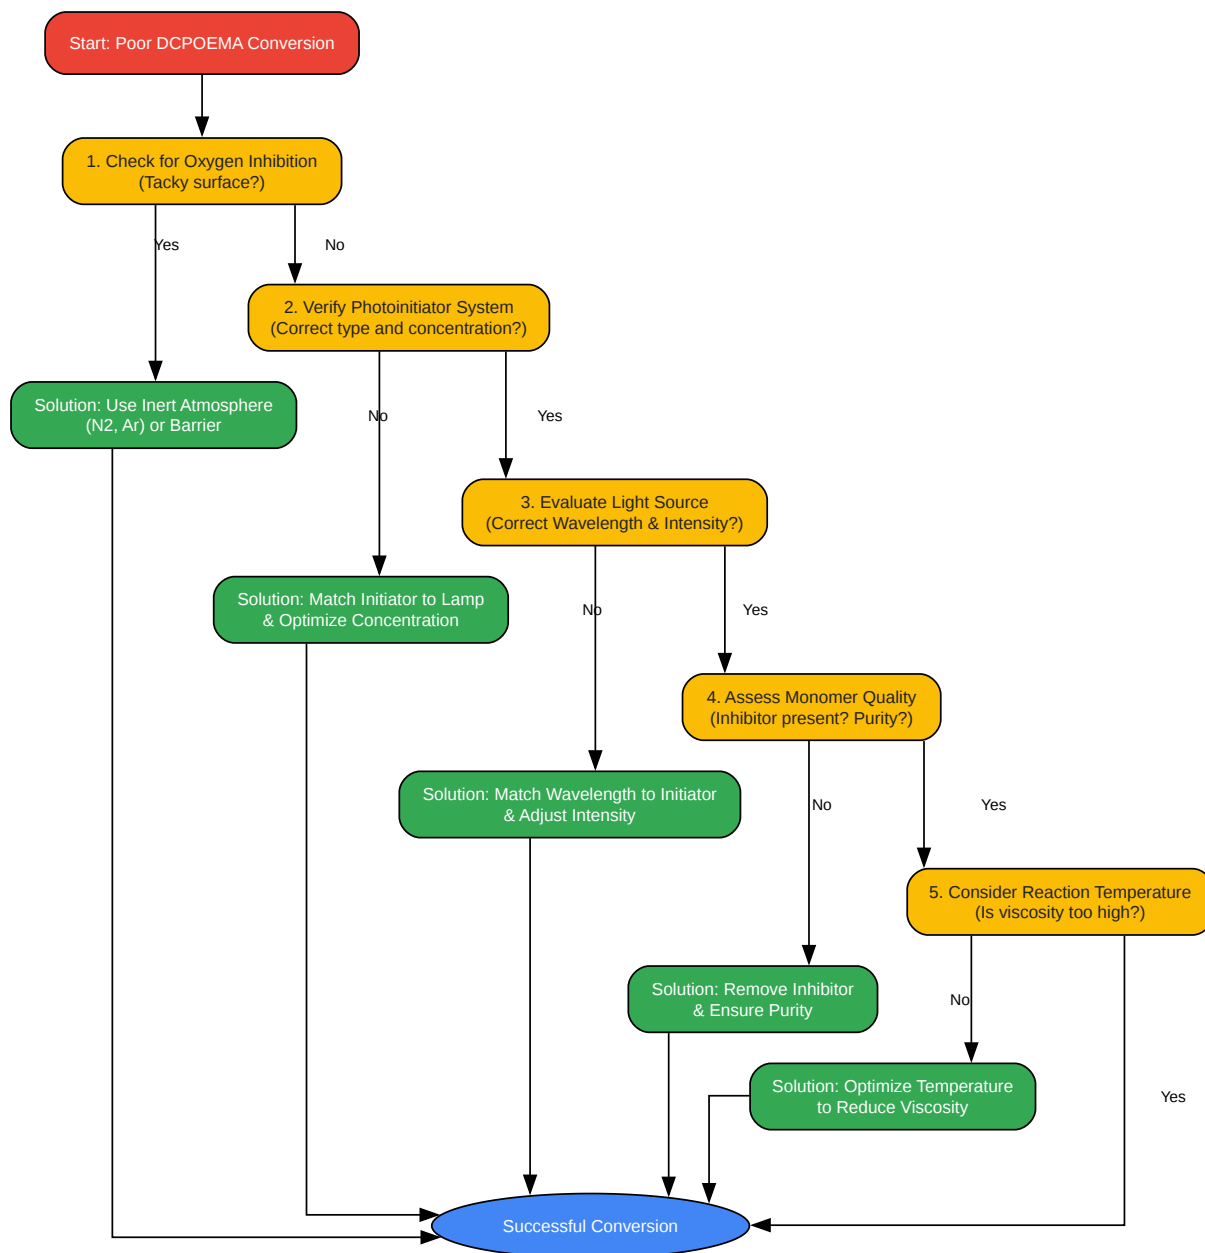 Start: Poor DCPOEMA Conversion
1. Check for Oxygen Inhibition
(Tacky surface?)
Yes
No
2. Verify Photoinitiator System
(Correct type and concentration?)
Solution: Use Inert Atmosphere
(N2, Ar) or Barrier
No
Yes
3. Evaluate Light Source
(Correct Wavelength & Intensity?)
Solution: Match Initiator to Lamp
& Optimize Concentration
No
Yes
4. Assess Monomer Quality
(Inhibitor present? Purity?)
Solution: Match Wavelength to Initiator
& Adjust Intensity
No
Yes
5. Consider Reaction Temperature
(Is viscosity too high?)
Solution: Remove Inhibitor
& Ensure Purity
No
Solution: Optimize Temperature
to Reduce Viscosity
Yes
Successful Conversion